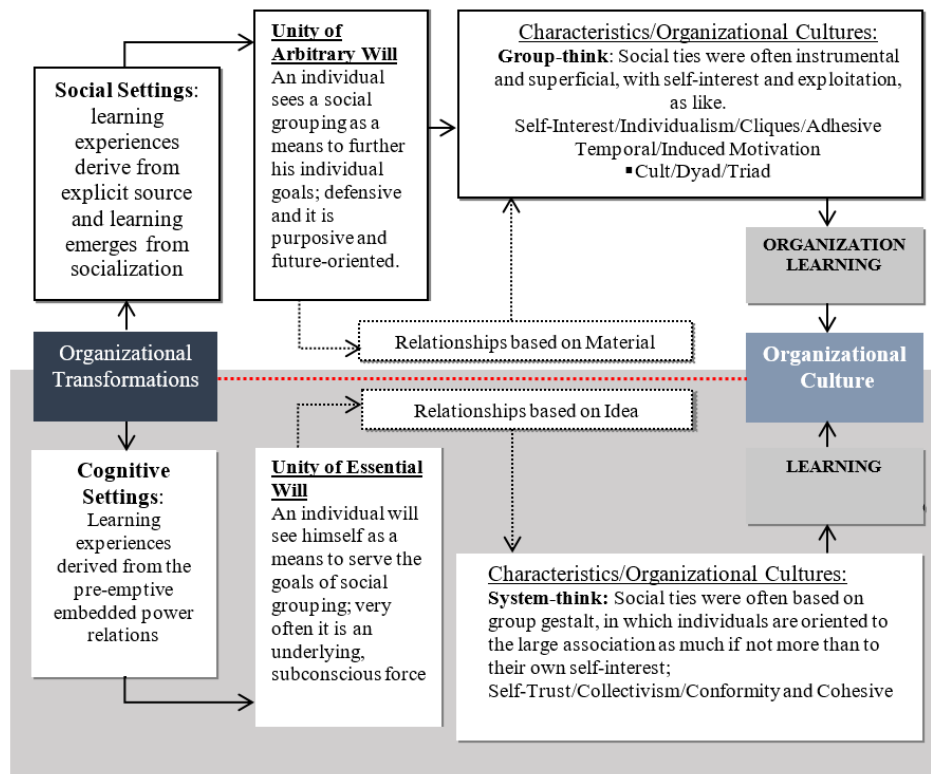 Social Settings:
learning
experiences
derive from
explicit source
and learning
emerges from
socialization
Unity of
Arbitrary Will
An individual
sees a social
grouping as a
means to further
his individual
goals; defensive
and it is
purposive and
future-oriented.
Characteristics/Organizational Cultures:
Group-think: Social ties were often instrumental
and superficial, with self-interest and exploitation,
as like.
Self-Interest/Individualism/Cliques/Adhesive
Temporal/Induced Motivation
▪Cult/Dyad/Triad
ORGANIZATION
LEARNING
Relationships based on Material
Organizational
Transformations
Organizational
Culture
Relationships based on Idea
Cognitive
Settings:
Learning
experiences
derived from the
pre-emptive
embedded power
relations
Unity of Essential
Will
An individual will
see himself as a
means to serve the
goals of social
grouping; very
often it is an
underlying,
subconscious force
LEARNING
Characteristics/Organizational Cultures:
System-think: Social ties were often based on
group gestalt, in which individuals are oriented to
the large association as much if not more than to
their own self-interest;
Self-Trust/Collectivism/Conformity and Cohesive